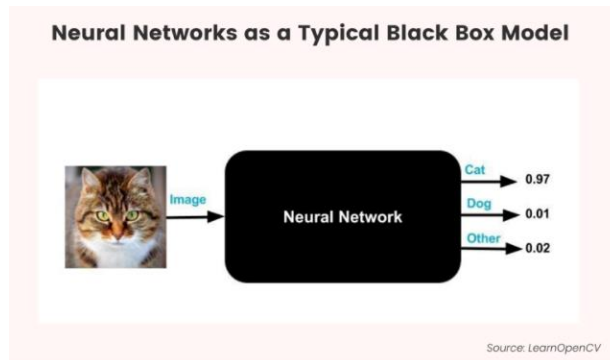 Neural Networks as a Typical Black Box Model
Image
Neural Network
Cat
0.97
Dog
0.01
Other
0.02
Source: LearnOpenCV